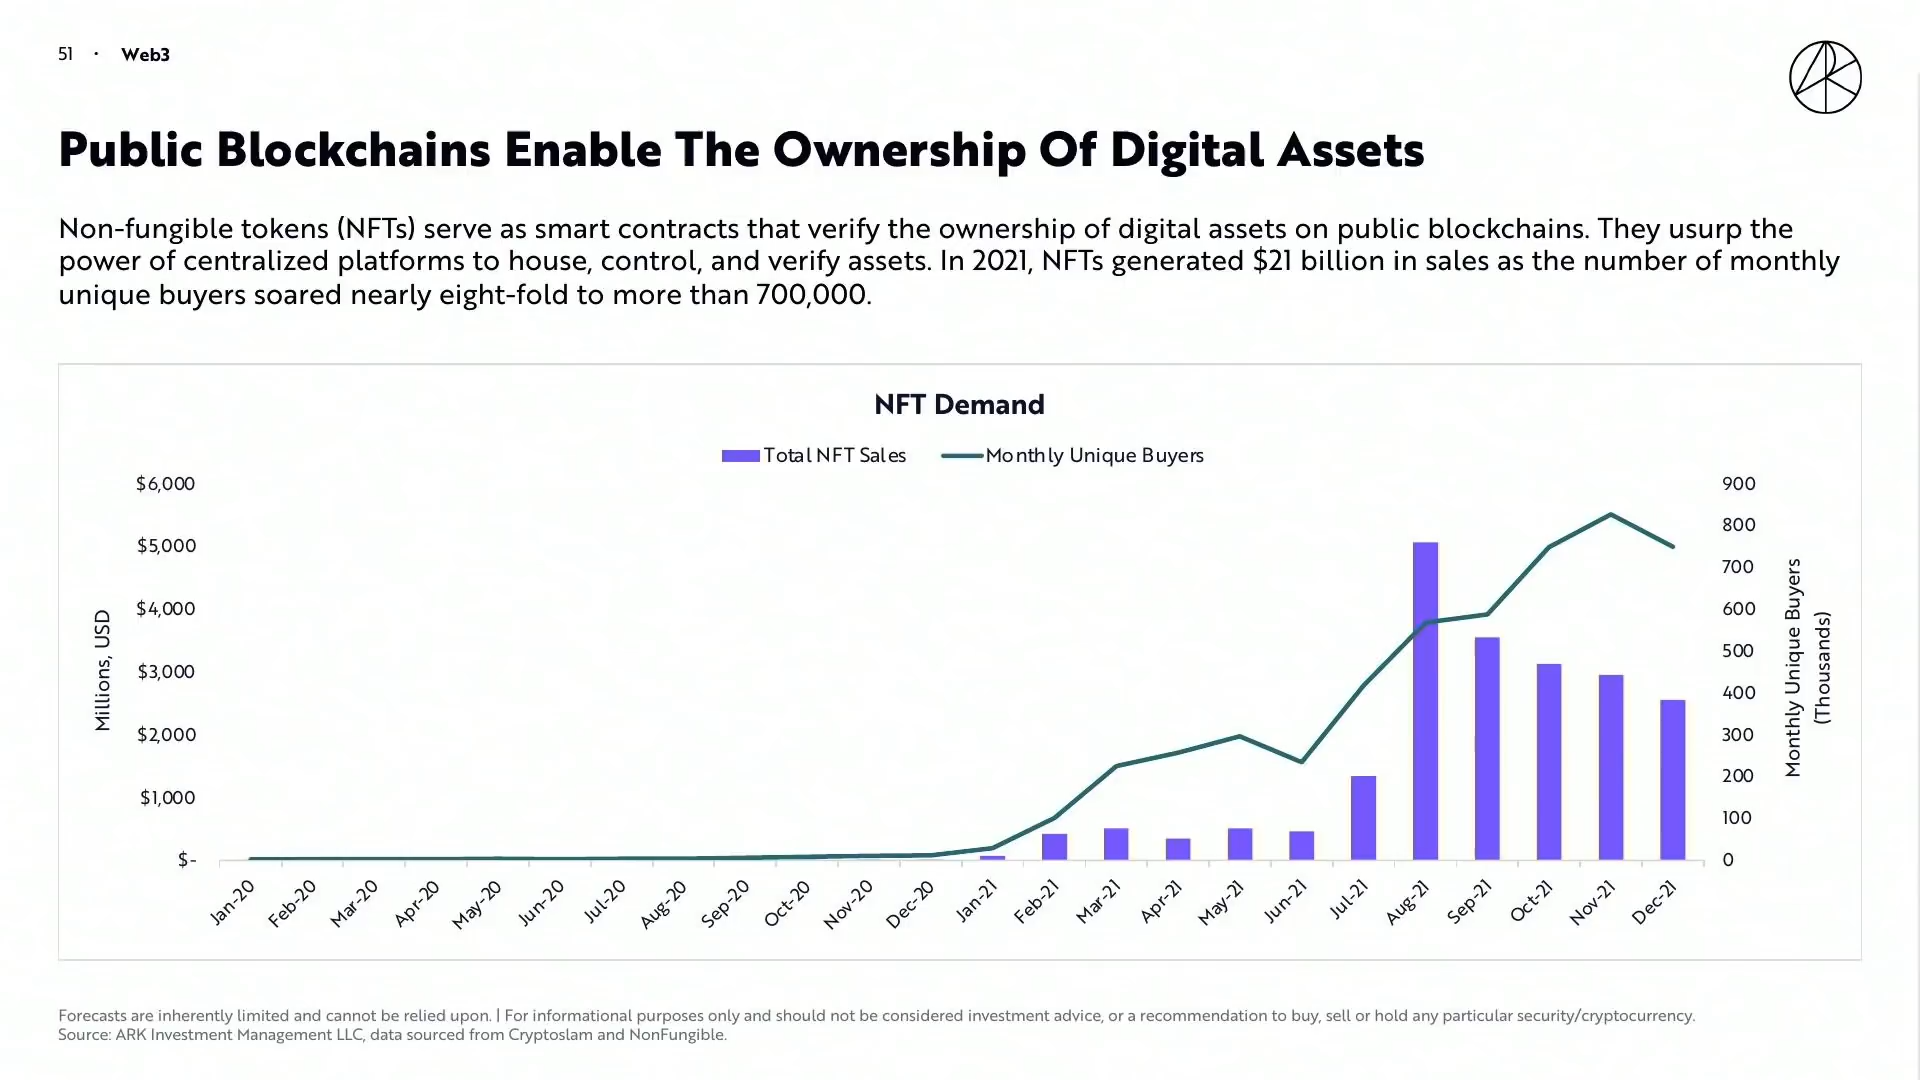 51 · Web3
Public Blockchains Enable The Ownership Of Digital Assets
Non-fungible tokens (NFTs) serve as smart contracts that verify the ownership of digital assets on public blockchains. They usurp the
power of centralized platforms to house, control, and verify assets. In 2021, NFTs generated $21 billion in sales as the number of monthly
unique buyers soared nearly eight-fold to more than 700,000.
NFT Demand
Total NFT Sales
Monthly Unique Buyers
Millions, USD
$6,000
$5,000
$4,000
$3,000
$2,000
$1,000
$-
900
800
700
600
500
400
300
200
100
0
Monthly Unique Buyers
(Thousands)
Jan-20
Feb-20
Mar-20
Apr-20
May-20
Jun-20
Jul-20
Aug-20
Sep-20
Oct-20
Nov-20
Dec-20
Jan-21
Feb-21
Mar-21
Apr-21
May-21
Jun-21
Jul-21
Aug-21
Sep-21
Oct-21
Nov-21
Dec-21
Forecasts are inherently limited and cannot be relied upon. | For informational purposes only and should not be considered investment advice, or a recommendation to buy, sell or hold any particular security/cryptocurrency.
Source: ARK Investment Management LLC, data sourced from Cryptoslam and NonFungible.